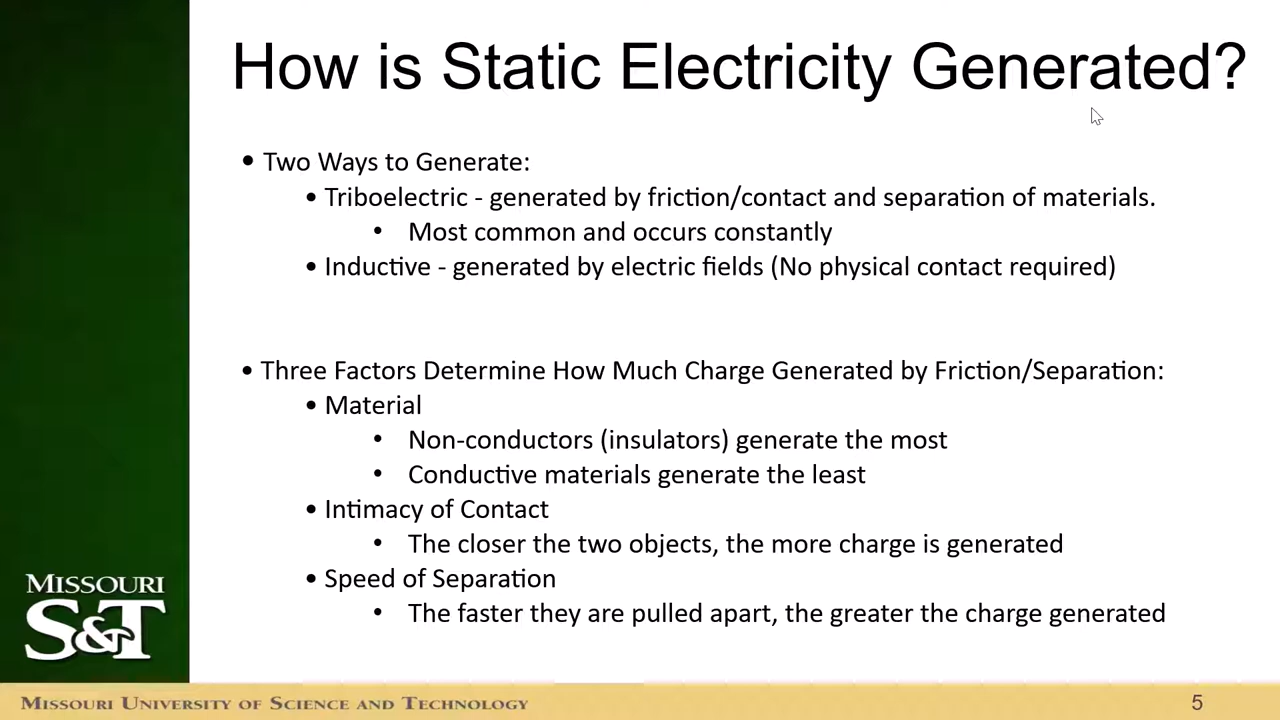 How is Static Electricity Generated?
• Two Ways to Generate:
• Triboelectric - generated by friction/contact and separation of materials.
• Most common and occurs constantly
• Inductive - generated by electric fields (No physical contact required)
• Three Factors Determine How Much Charge Generated by Friction/Separation:
• Material
• Non-conductors (insulators) generate the most
• Conductive materials generate the least
• Intimacy of Contact
• The closer the two objects, the more charge is generated
• Speed of Separation
• The faster they are pulled apart, the greater the charge generated
MISSOURI
S&T
MISSOURI UNIVERSITY OF SCIENCE AND TECHNOLOGY
5